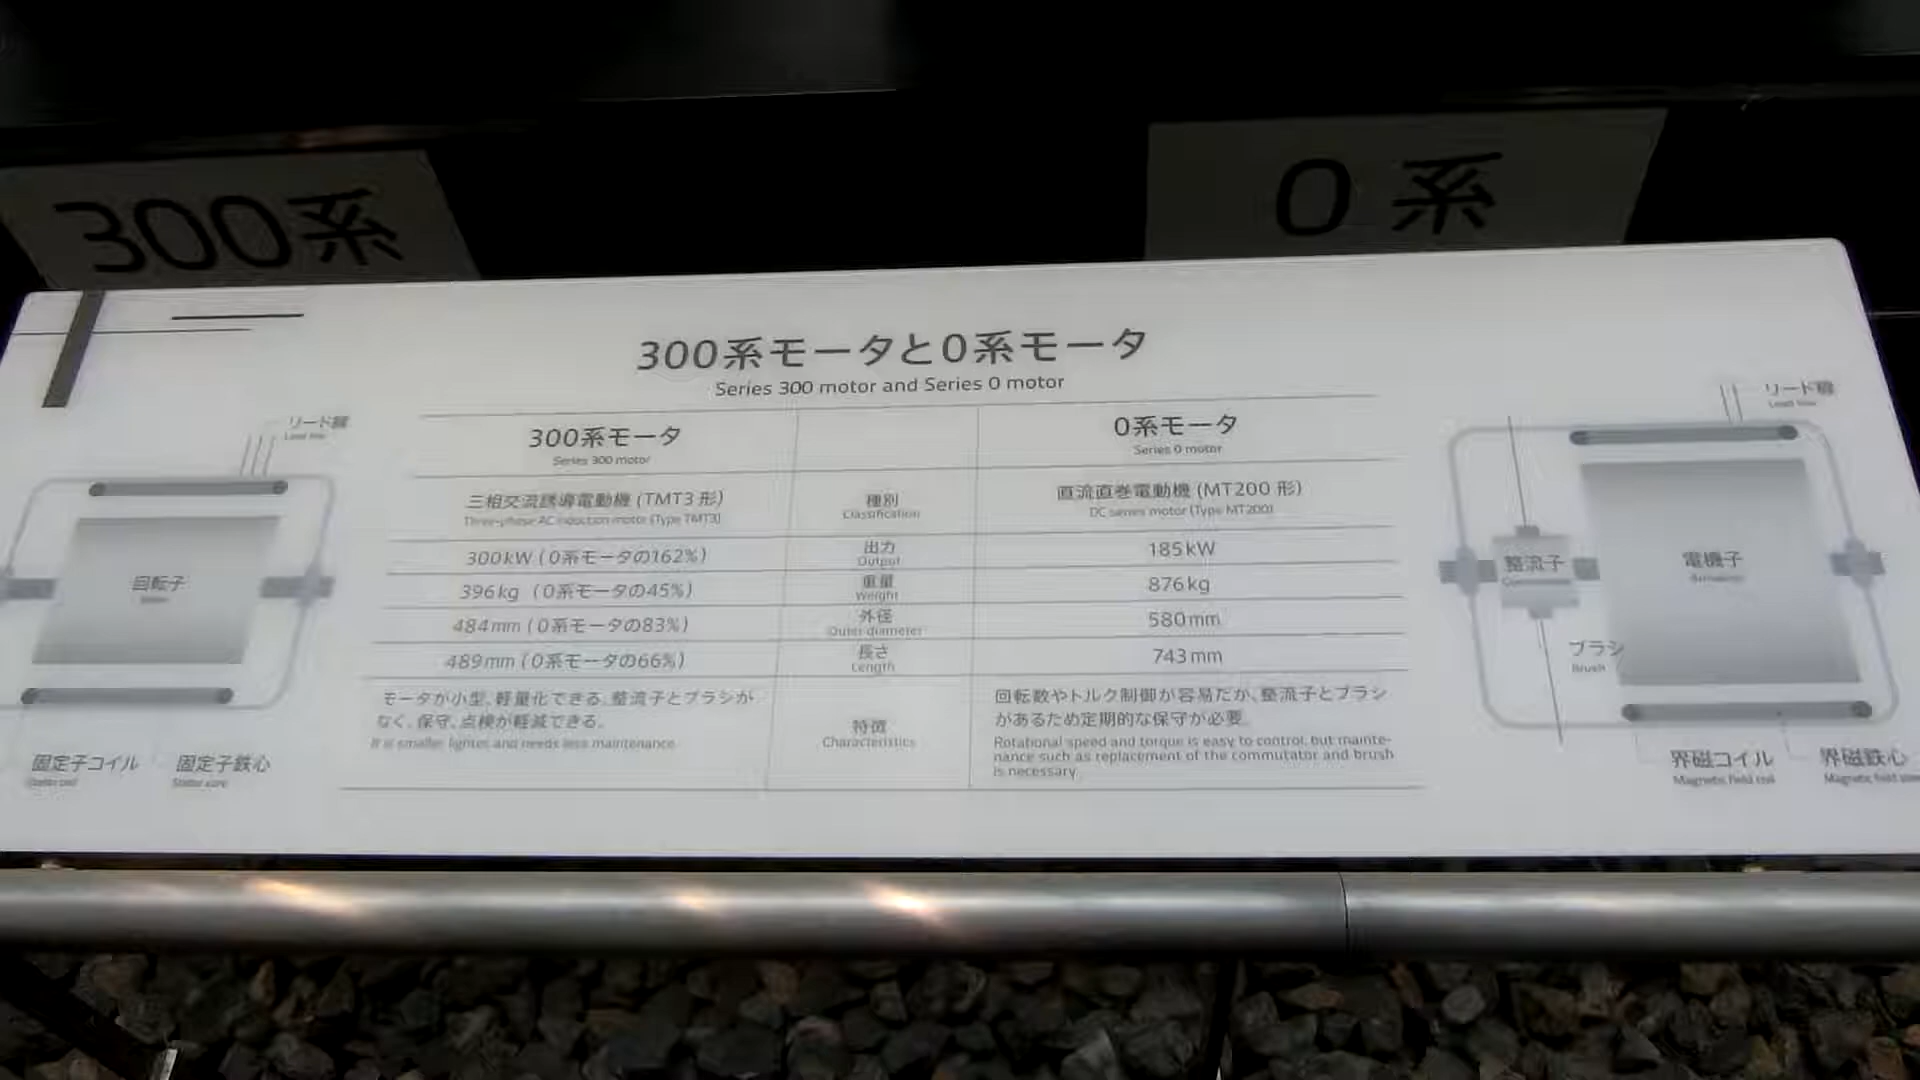 300系
0系
300系モータと0系モータ
Series 300 motor and Series 0 motor
300系モータ
Series 300 motor
0系モータ
Series 0 motor
三相交流誘導電動機 (TMT3 形)
Three-phase AC induction motor (Type TMT3)
種別
Classification
直流直巻電動機 (MT200 形)
DC series motor (Type MT200)
300kW (0系モータの162%)
出力
Output
185kW
396kg (0系モータの45%)
重量
Weight
876kg
484mm (0系モータの83%)
外径
Outer diameter
580mm
489mm (0系モータの66%)
長さ
Length
743mm
モータが小型、軽量化できる。整流子とブラシが
なく、保守、点検が軽減できる。
It is smaller, lighter and needs less maintenance.
特徴
Characteristics
回転数やトルク制御が容易だが、整流子とブラシ
があるため定期的な保守が必要。
Rotational speed and torque is easy to control, but mainte-
nance such as replacement of the commutator and brush
is necessary.
リード線
Lead line
回転子
固定子コイル
Stator coil
固定子鉄心
Stator core
リード線
Lead line
整流子
電機子
ブラシ
Brush
界磁コイル
Magnetic field coil
界磁鉄心
Magnetic field